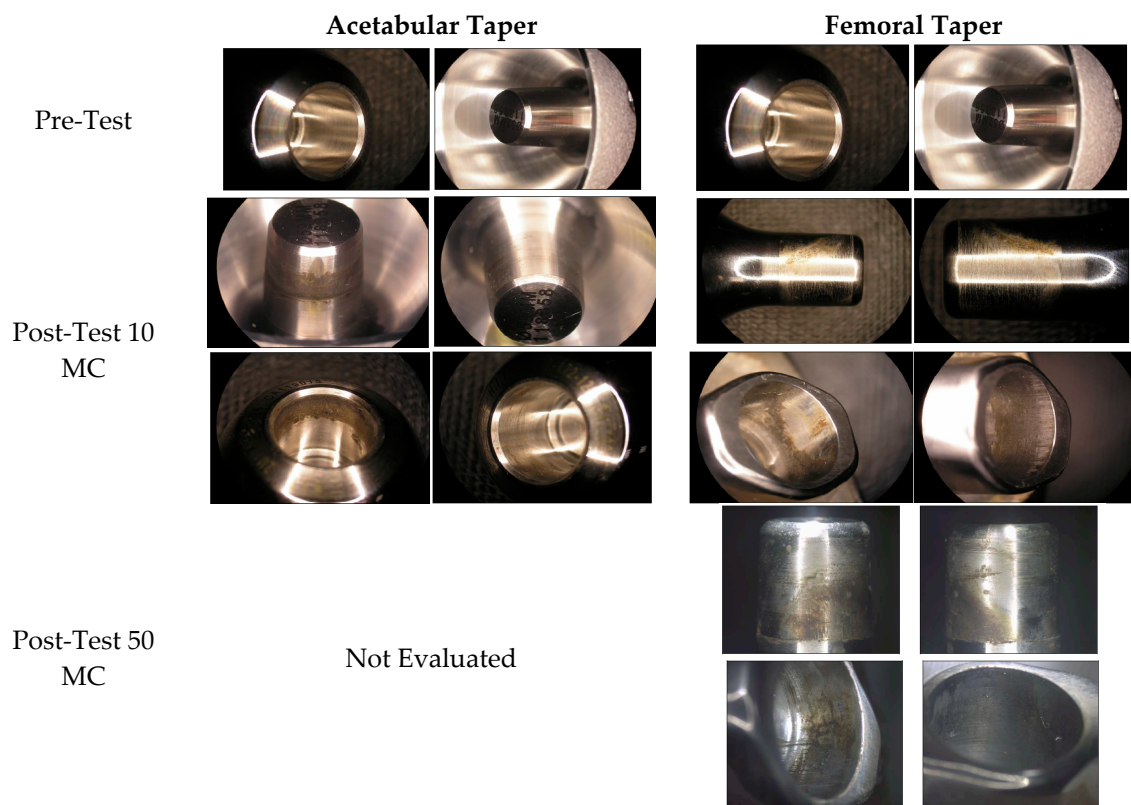 Acetabular Taper
Femoral Taper
Pre-Test
Post-Test 10
MC
Post-Test 50
MC
Not Evaluated